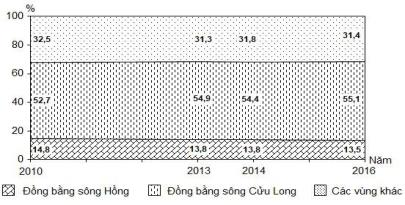 %
100
80
60
40
20
0
32,5 31,3 31,8 31,4
52,7 54,9 54,4 55,1
14,8 13,8 13,8 13,5
Năm
2010 2013 2014 2016
Đồng bằng sông Hồng Đồng bằng sông Cửu Long Các vùng khác